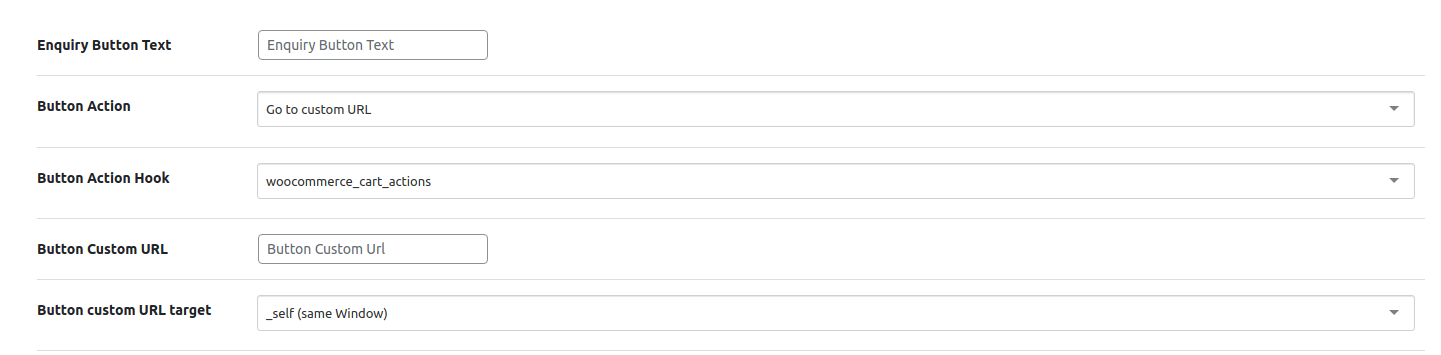 Enquiry Button Text Enquiry Button Text
Button Action Go to custom URL
Button Action Hook woocommerce_cart_actions
Button Custom URL Button Custom Url
Button custom URL target _self (same Window)